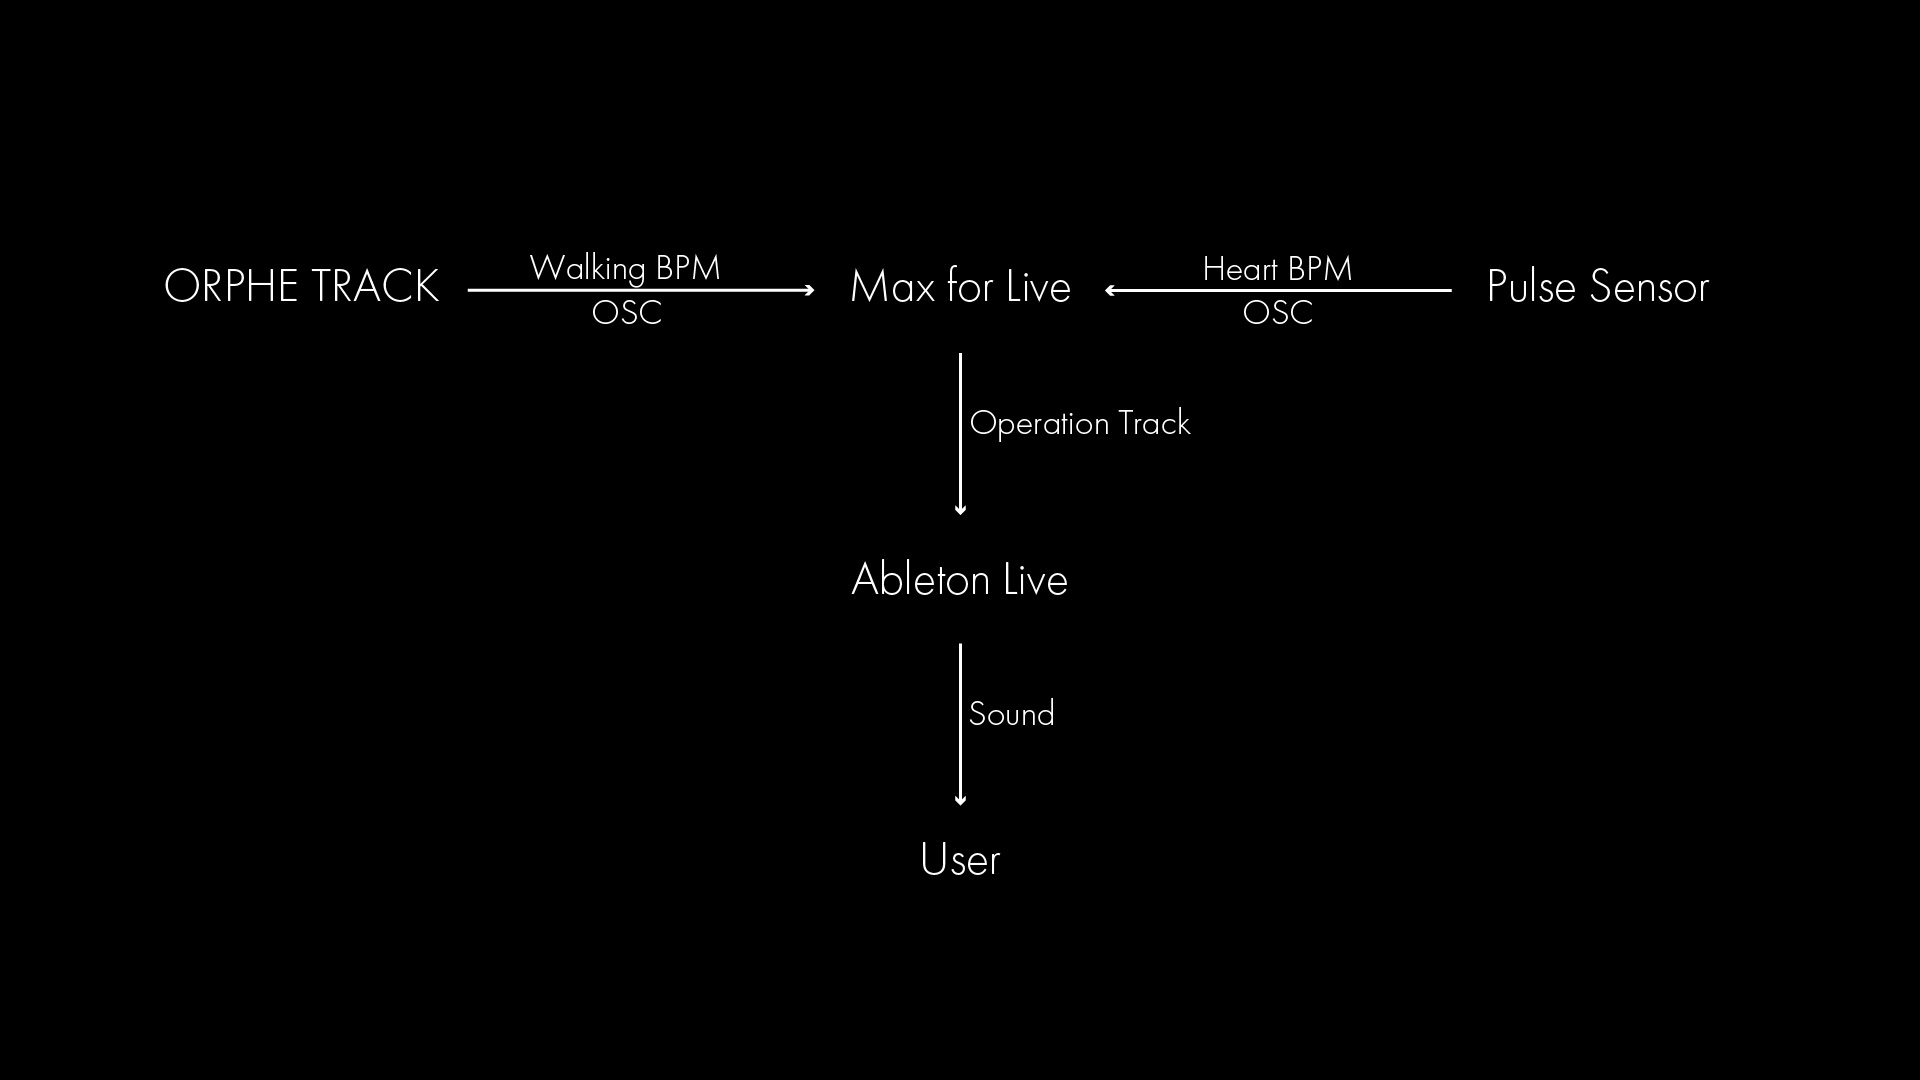 ORPHE TRACK
Walking BPM
OSC
Max for Live
Heart BPM
OSC
Pulse Sensor
Operation Track
Ableton Live
Sound
User